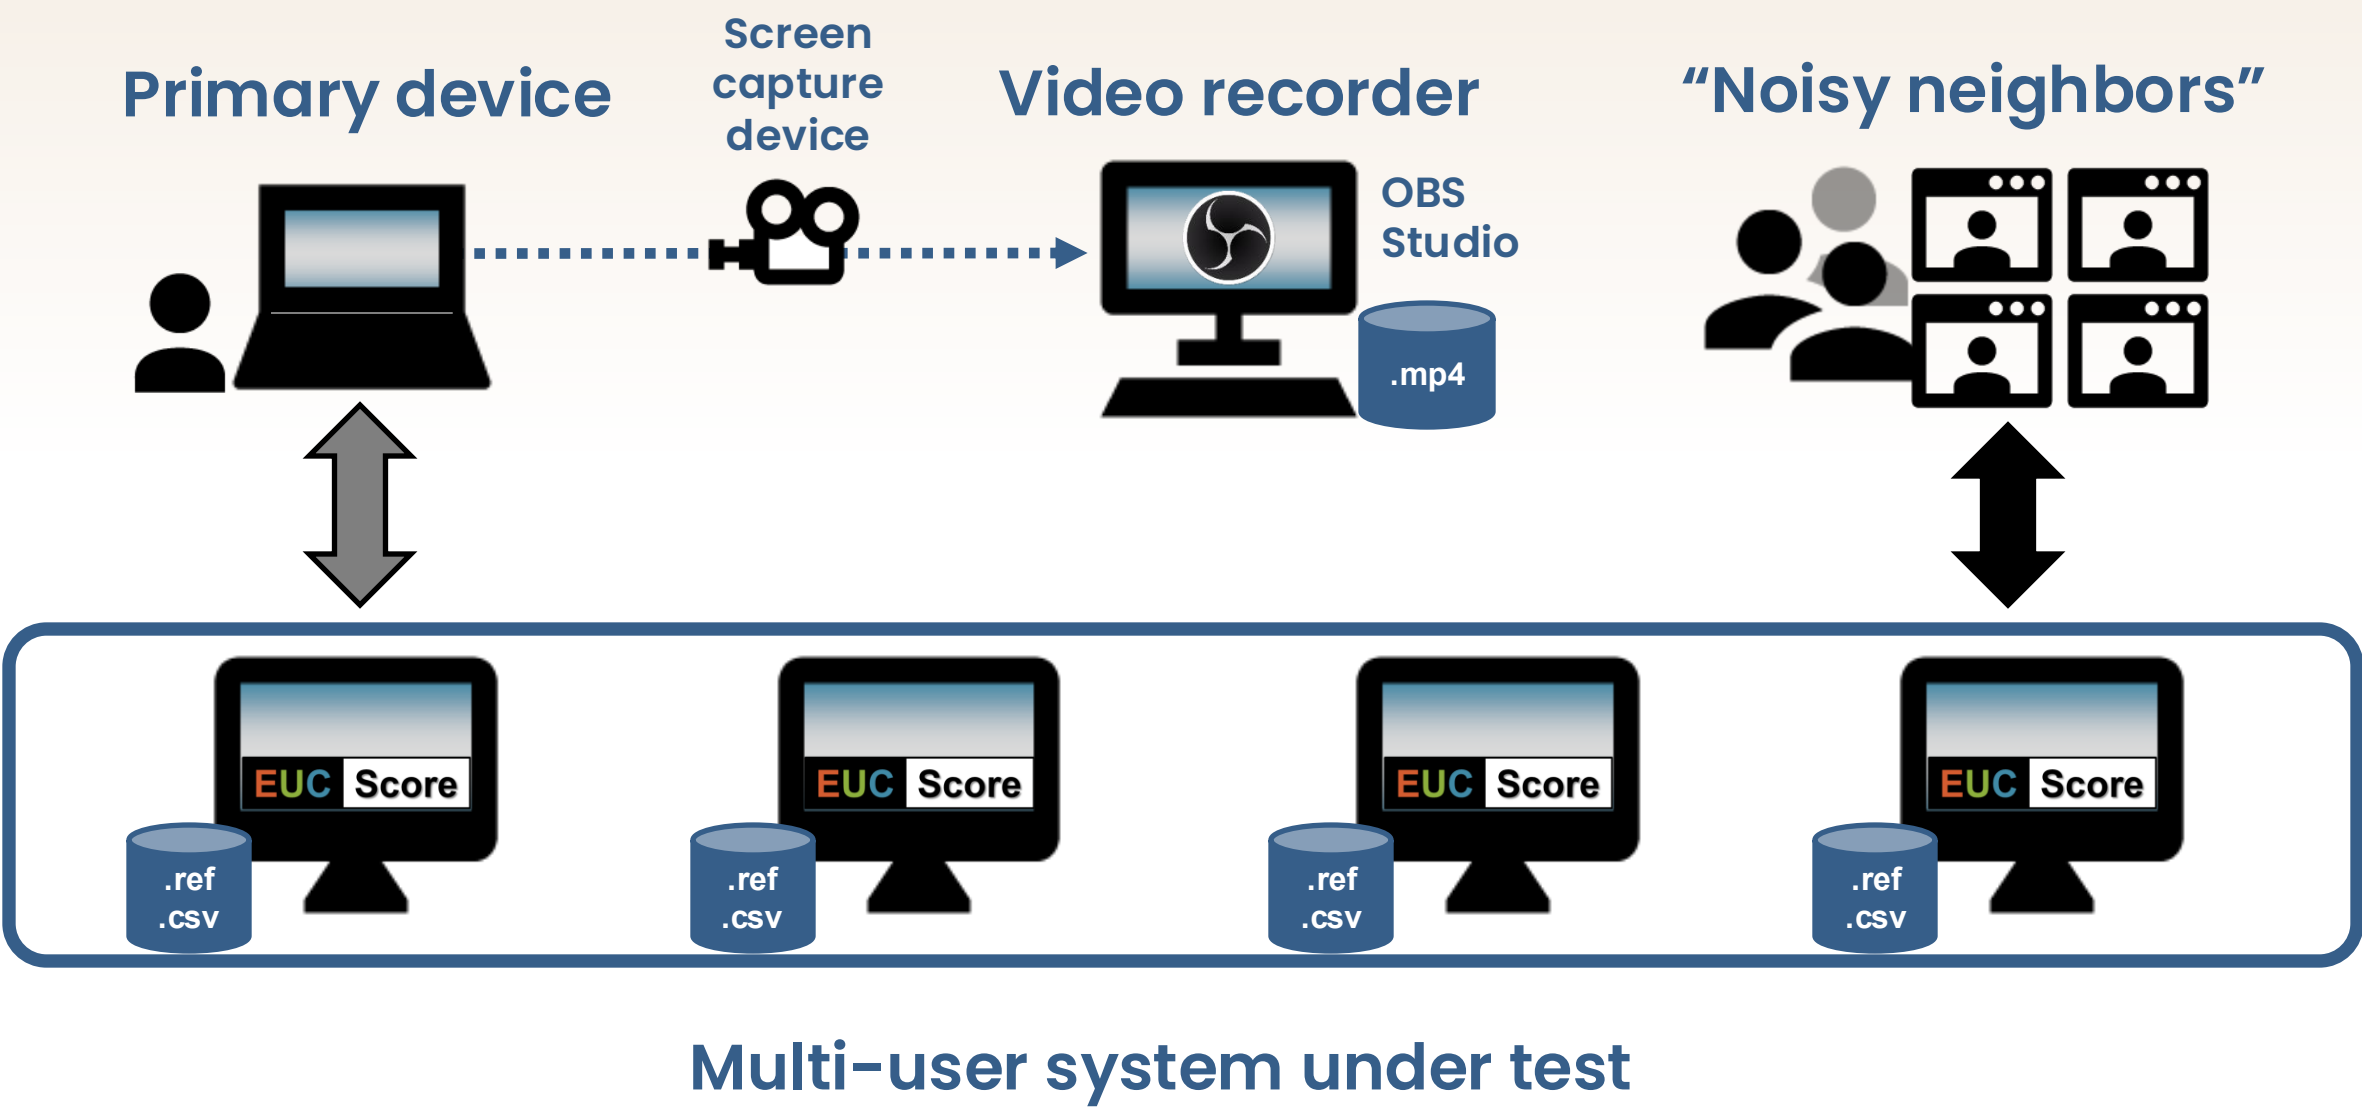 Screen
capture
device
Primary device
Video recorder
“Noisy neighbors”
OBS
Studio
.mp4
EUC Score
EUC Score
EUC Score
EUC Score
.ref
.csv
.ref
.csv
.ref
.csv
.ref
.csv
Multi-user system under test